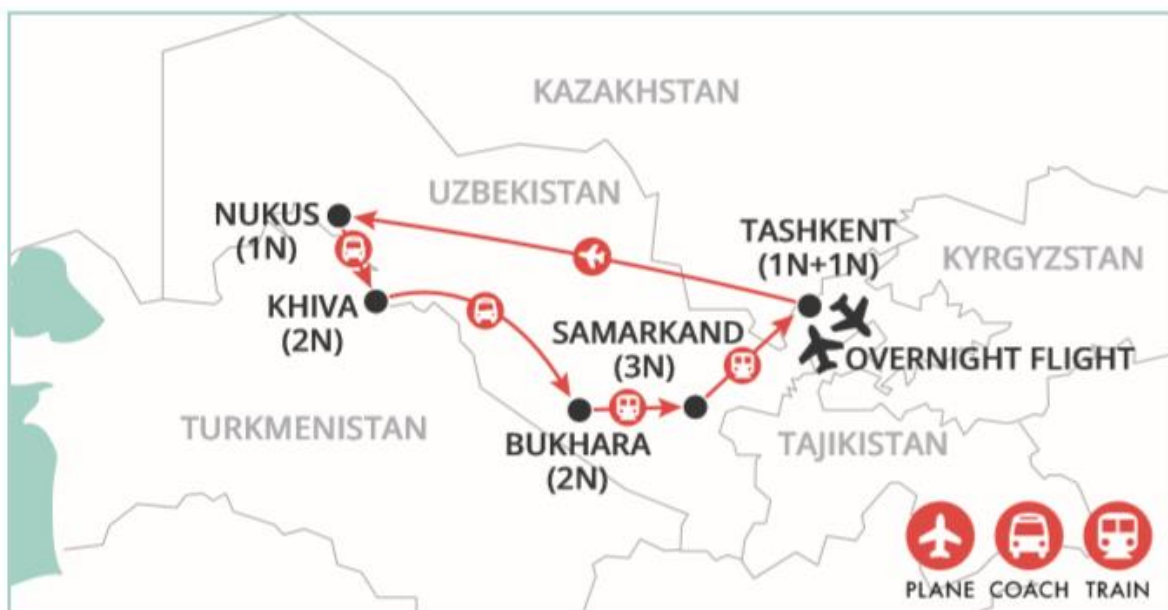 KAZAKHSTAN
UZBEKISTAN
NUKUS
(1N)
TASHKENT
(1N+1N)
KYRGYZSTAN
KHIVA
(2N)
SAMARKAND
(3N)
OVERNIGHT FLIGHT
TURKMENISTAN
BUKHARA
(2N)
TAJIKISTAN
PLANE COACH TRAIN